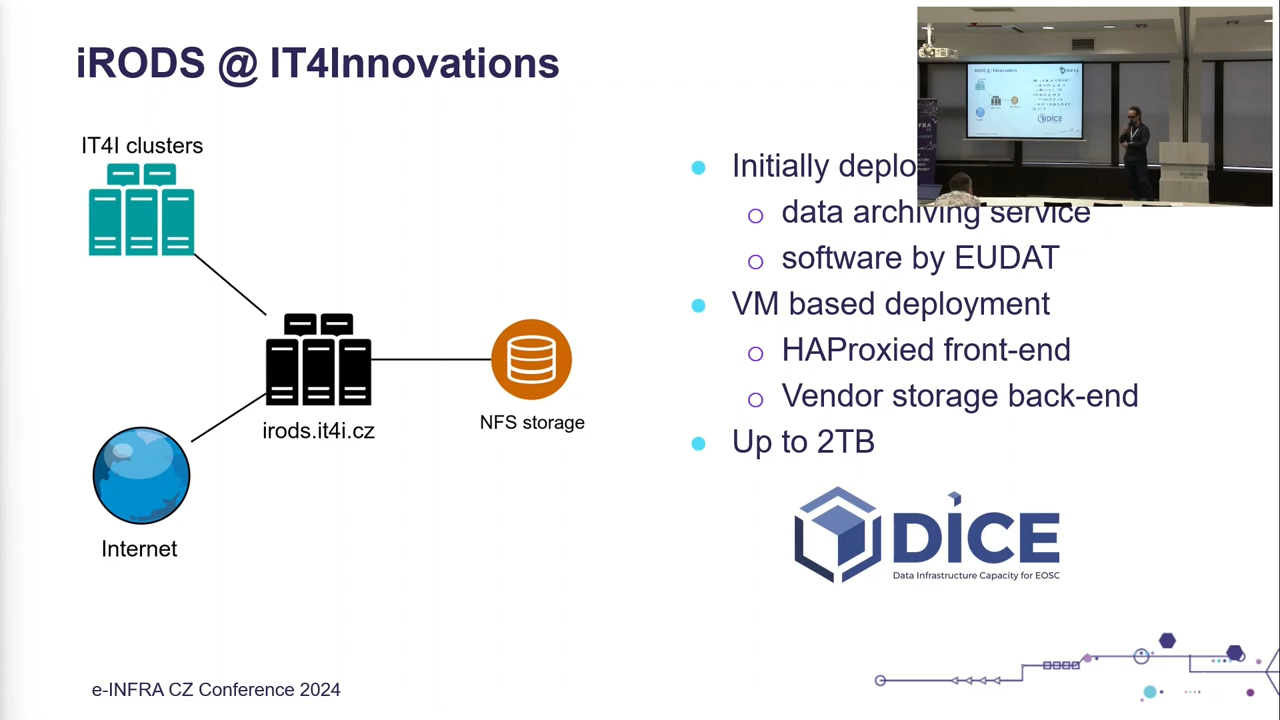 iRODS @ IT4Innovations
IT4I clusters
irods.it4i.cz
NFS storage
Internet
Initially
data archiving service
software by EUDAT
VM based deployment
HAProxied front-end
Vendor storage back-end
Up to 2TB
DICE
Data Infrastructure Capacity for EOSC
e-INFRA CZ Conference 2024